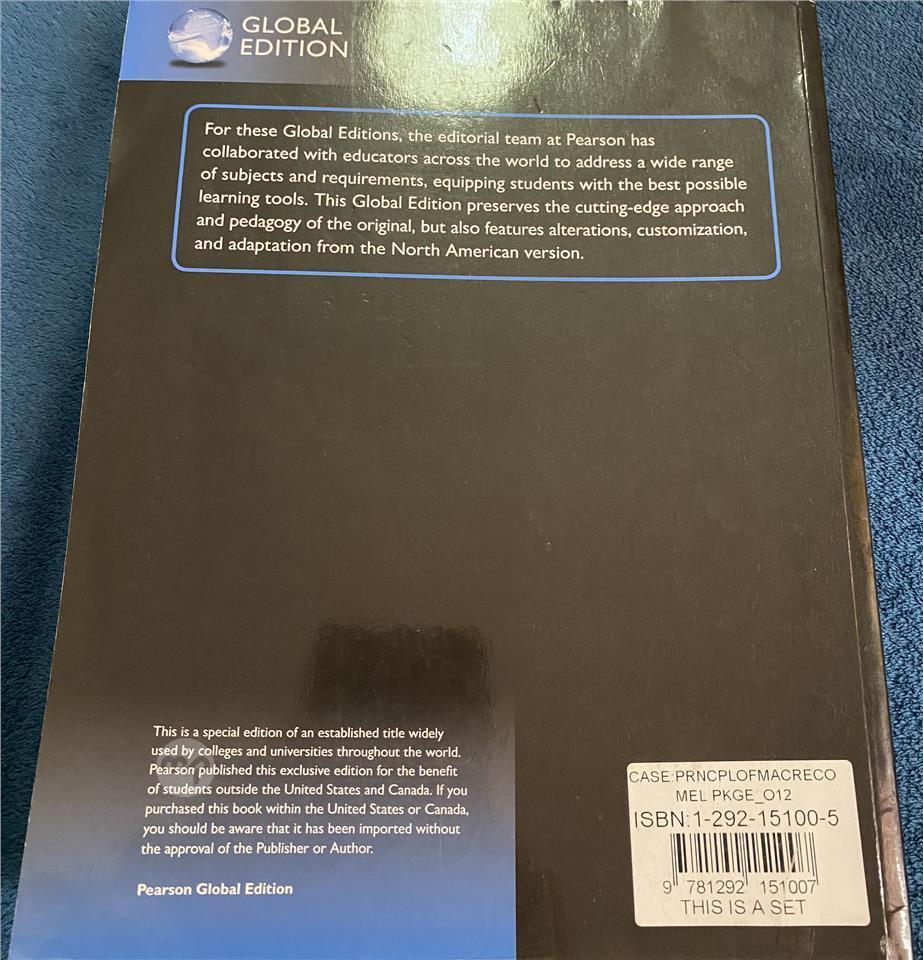 GLOBAL
EDITION
For these Global Editions, the editorial team at Pearson has
collaborated with educators across the world to address a wide range
of subjects and requirements, equipping students with the best possible
learning tools. This Global Edition preserves the cutting-edge approach
and pedagogy of the original, but also features alterations, customization,
and adaptation from the North American version.
This is a special edition of an established title widely
used by colleges and universities throughout the world.
Pearson published this exclusive edition for the benefit
of students outside the United States and Canada. If you
purchased this book within the United States or Canada,
you should be aware that it has been imported without
the approval of the Publisher or Author.
Pearson Global Edition
CASE:PRNCPLOFMACRECO
MEL PKGE_O12
ISBN:1-292-15100-5
9 781292 151007
THIS IS A SET